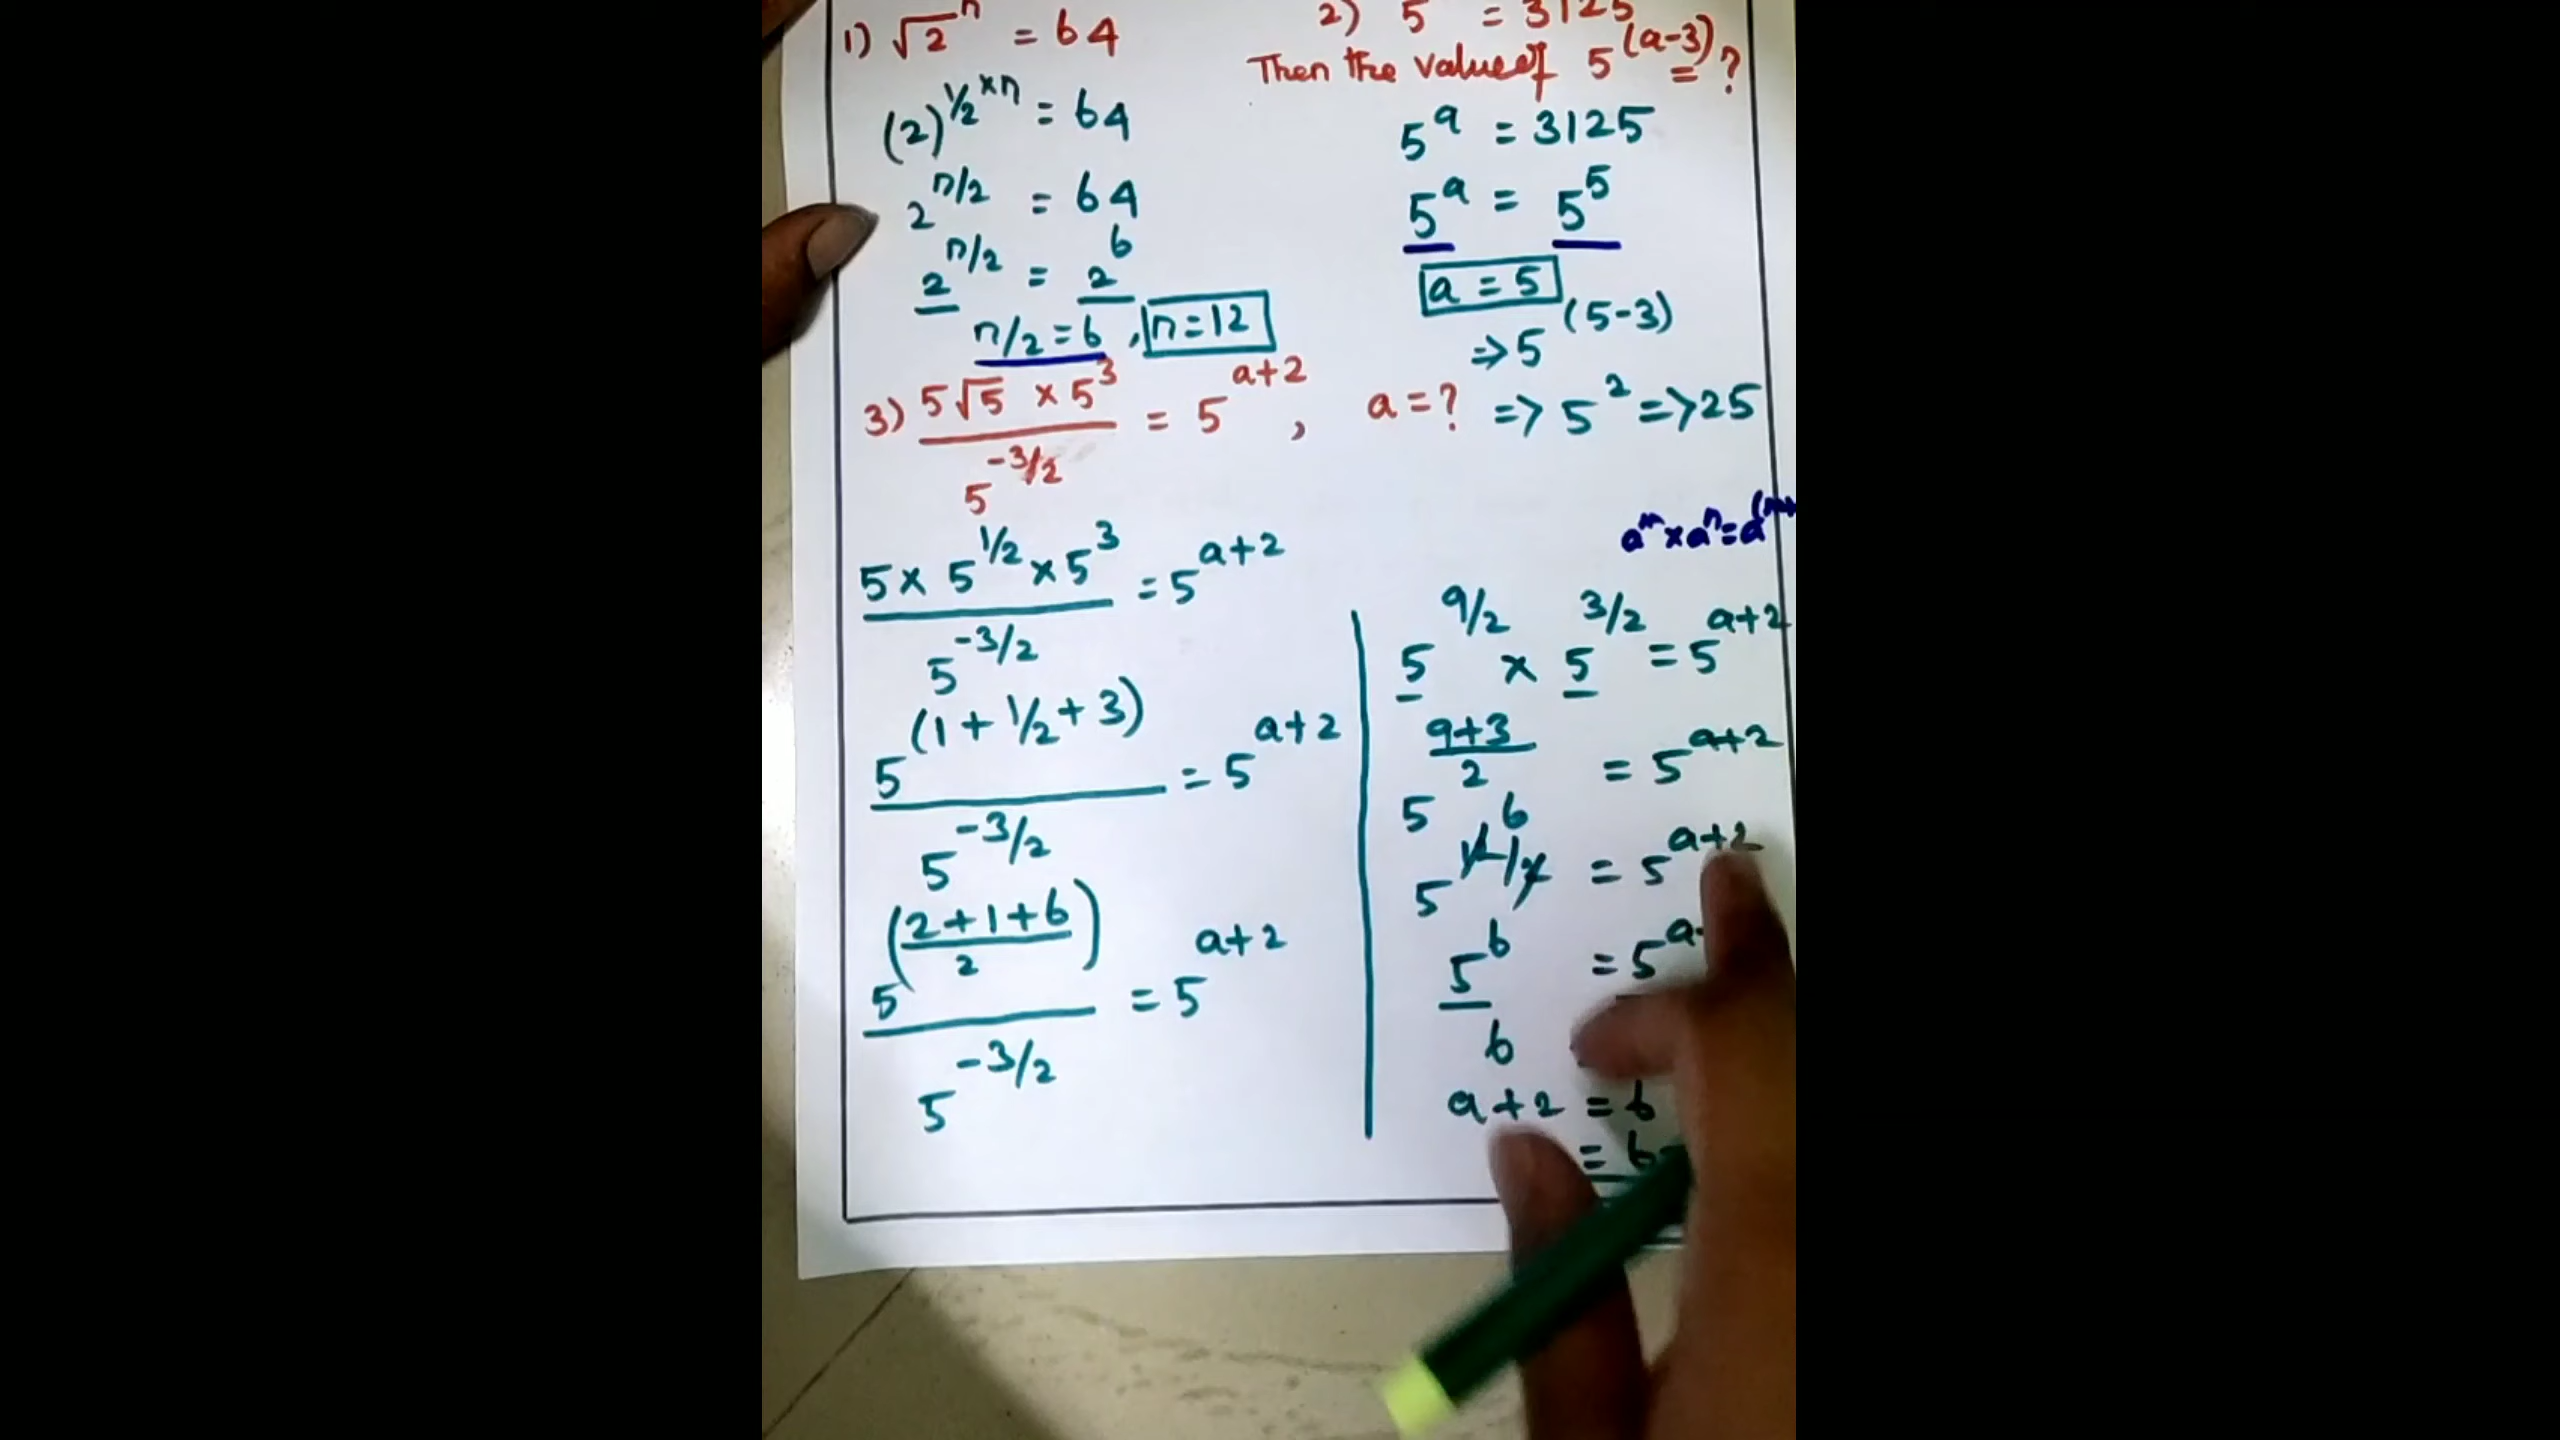 1) √2^n = 64
(2)^1/2 ×n = 64
2^n/2 = 64
2^n/2 = 2^6
n/2 = 6, n = 12
2) 5 = 3125
Then the value of 5^(a-3) = ?
5^a = 3125
5^a = 5^5
a = 5
=> 5^(5-3)
=> 5^2 => 25
3) 5√5 × 5^3 / 5^-3/2 = 5^a+2, a = ?
5 × 5^1/2 × 5^3 / 5^-3/2 = 5^a+2
5^(1 + 1/2 + 3) / 5^-3/2 = 5^a+2
5^(2+1+6 / 2) / 5^-3/2 = 5^a+2
a^m × a^n = a
5^9/2 × 5^3/2 = 5^a+2
5^9+3 / 2 = 5^a+2
5^12/2 6 = 5^a+2
5^6 = 5^a
6
a+2 = 6
= 6-